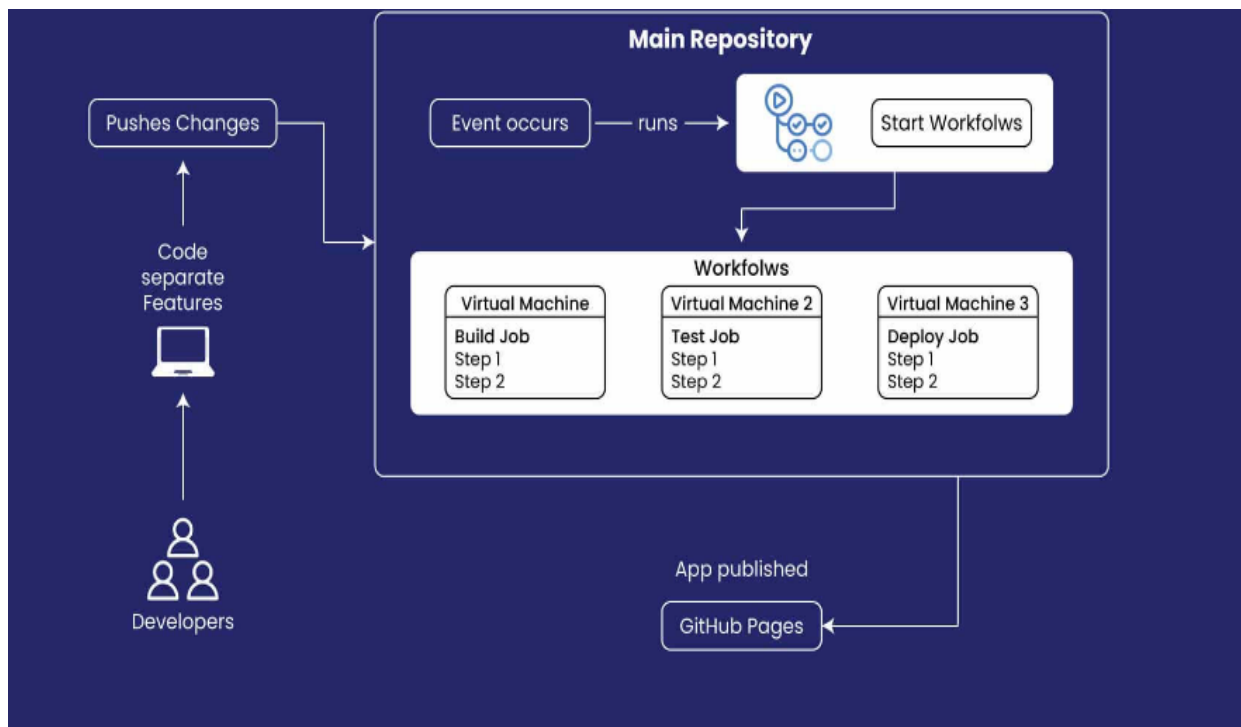 Main Repository
Pushes Changes
Event occurs
runs
Start Workfolws
Code
separate
Features
Workfolws
Virtual Machine
Build Job
Step 1
Step 2
Virtual Machine 2
Test Job
Step 1
Step 2
Virtual Machine 3
Deploy Job
Step 1
Step 2
Developers
App published
GitHub Pages